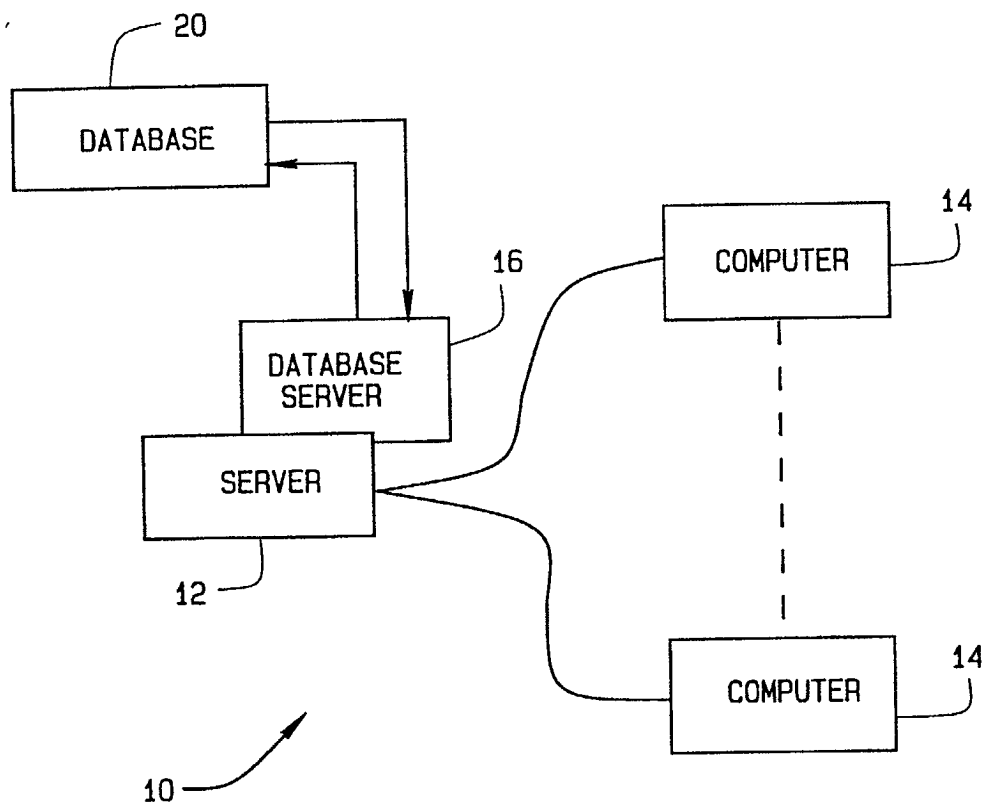 20
DATABASE
14
COMPUTER
16
DATABASE
SERVER
SERVER
12
14
COMPUTER
10